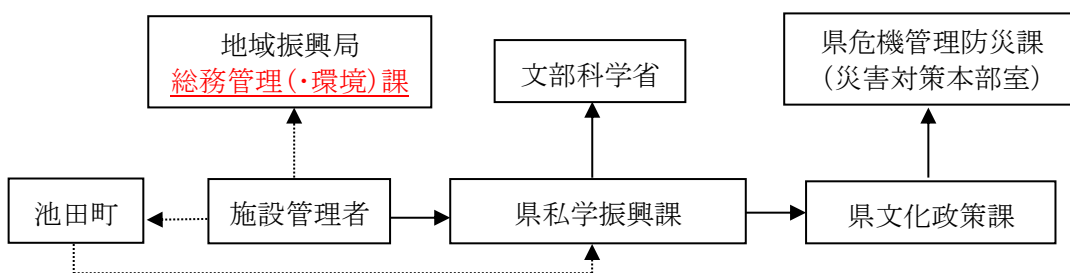 地域振興局
総務管理(・環境)課
文部科学省
県危機管理防災課
(災害対策本部室)
池田町
施設管理者
県私学振興課
県文化政策課